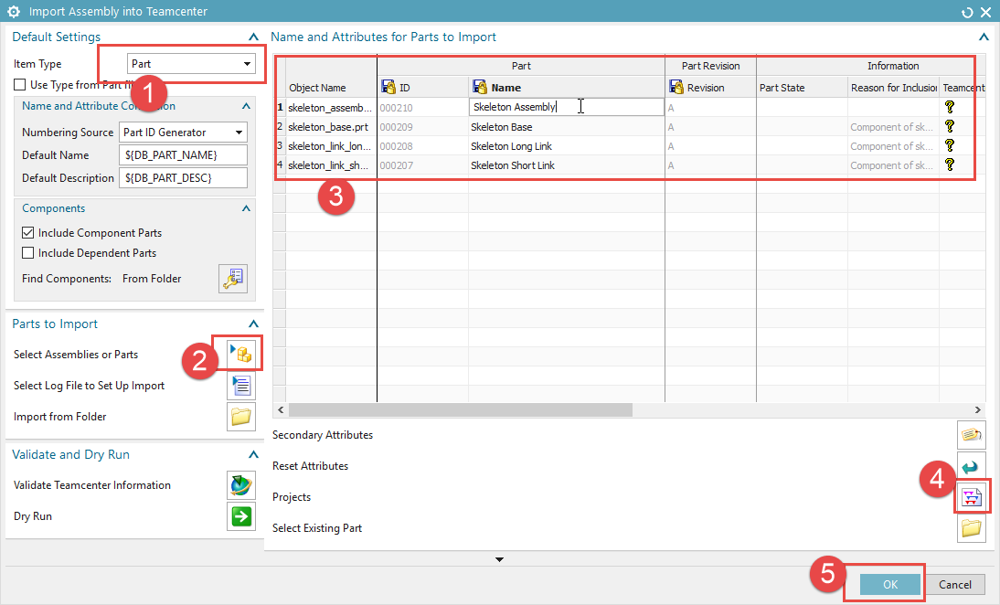 Import Assembly into Teamcenter
Default Settings
Item Type
Part
1
Use Type from Part fil
Name and Attribute Co
Numbering Source
Part ID Generator
Default Name
${DB_PART_NAME}
Default Description
${DB_PART_DESC}
Components
Include Component Parts
Include Dependent Parts
Find Components: From Folder
Parts to Import
Select Assemblies or Parts
2
Select Log File to Set Up Import
Import from Folder
Validate and Dry Run
Validate Teamcenter Information
Dry Run
Name and Attributes for Parts to Import
Part Part Revision Information
Object Name ID Name Revision Part State Reason for Inclusion Teamcent
1 skeleton_assemb... 000210 Skeleton Assembly A
2 skeleton_base.prt 000209 Skeleton Base A Component of sk...
3 skeleton_link_lon... 000208 Skeleton Long Link A Component of sk...
4 skeleton_link_sh... 000207 Skeleton Short Link A Component of sk...
3
Secondary Attributes
Reset Attributes
Projects
4
Select Existing Part
5
OK
Cancel